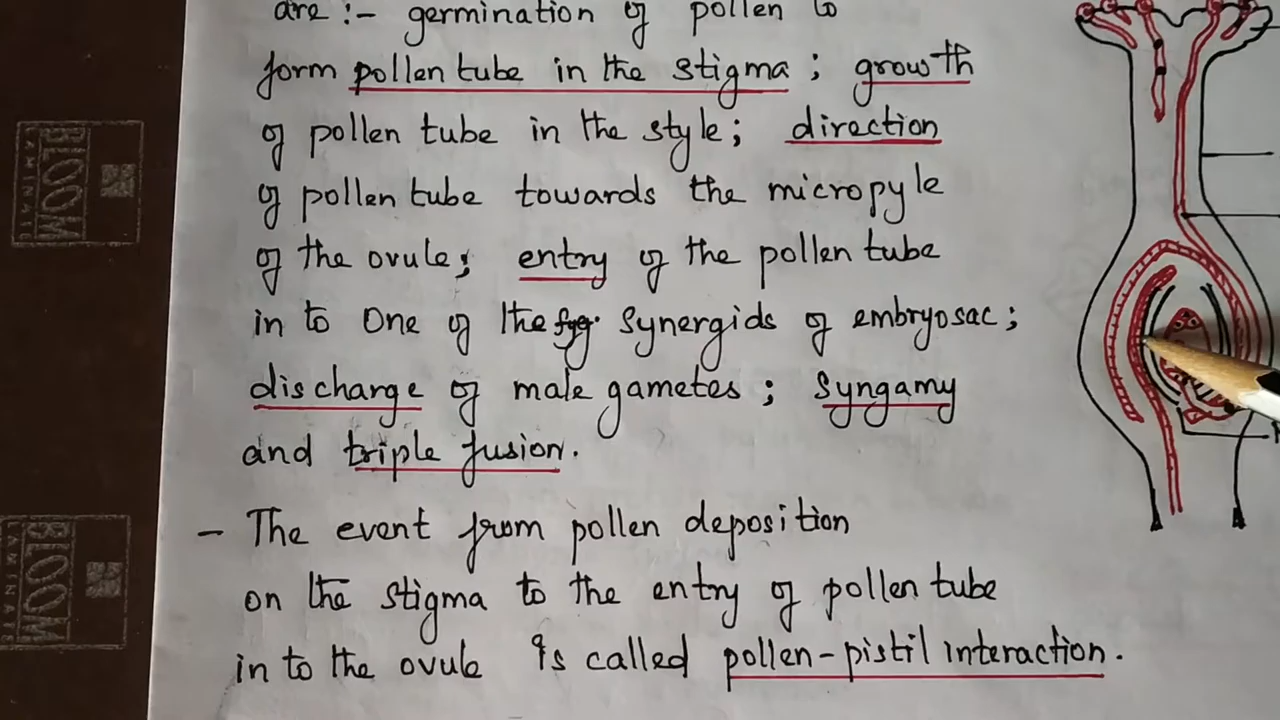 are :- germination of pollen to
form pollen tube in the stigma ; growth
of pollen tube in the style; direction
of pollen tube towards the micropyle
of the ovule; entry of the pollen tube
in to one of the synergids of embryosac;
discharge of male gametes ; Syngamy
and triple fusion.
- The event from pollen deposition
on the stigma to the entry of pollen tube
in to the ovule is called pollen-pistil interaction.
BLOOM
LAMINATE
BLOOM
LAMINATE